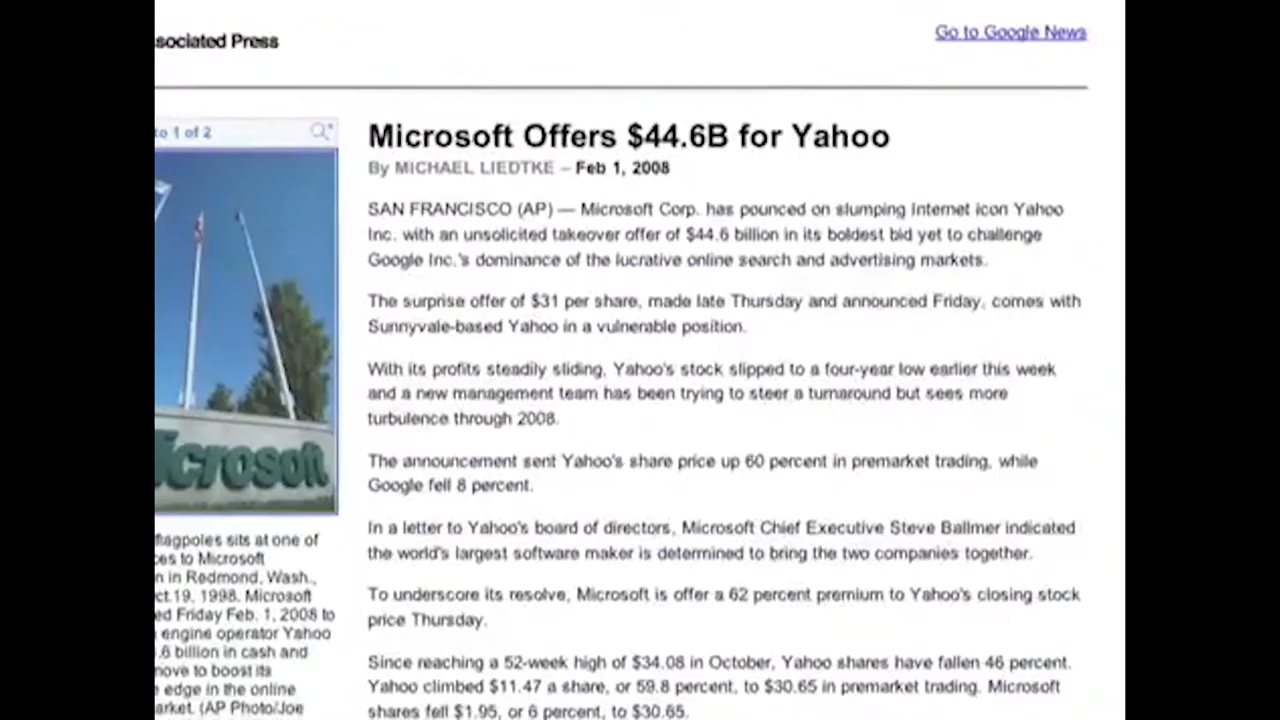 sociated Press
Go to Google News
to 1 of 2
Microsoft Offers $44.6B for Yahoo
By MICHAEL LIEDTKE – Feb 1, 2008
SAN FRANCISCO (AP) — Microsoft Corp. has pounced on slumping Internet icon Yahoo
Inc. with an unsolicited takeover offer of $44.6 billion in its boldest bid yet to challenge
Google Inc.'s dominance of the lucrative online search and advertising markets.
The surprise offer of $31 per share, made late Thursday and announced Friday, comes with
Sunnyvale-based Yahoo in a vulnerable position.
With its profits steadily sliding, Yahoo's stock slipped to a four-year low earlier this week
and a new management team has been trying to steer a turnaround but sees more
turbulence through 2008.
The announcement sent Yahoo's share price up 60 percent in premarket trading, while
Google fell 8 percent.
In a letter to Yahoo's board of directors, Microsoft Chief Executive Steve Ballmer indicated
the world's largest software maker is determined to bring the two companies together.
To underscore its resolve, Microsoft is offer a 62 percent premium to Yahoo's closing stock
price Thursday.
Since reaching a 52-week high of $34.08 in October, Yahoo shares have fallen 46 percent.
Yahoo climbed $11.47 a share, or 59.8 percent, to $30.65 in premarket trading. Microsoft
shares fell $1.95, or 6 percent, to $30.65.
icrosoft
flagpoles sits at one of
ces to Microsoft
n in Redmond, Wash.,
ct.19, 1998. Microsoft
ed Friday Feb. 1, 2008 to
engine operator Yahoo
.6 billion in cash and
move to boost its
edge in the online
arket. (AP Photo/Joe